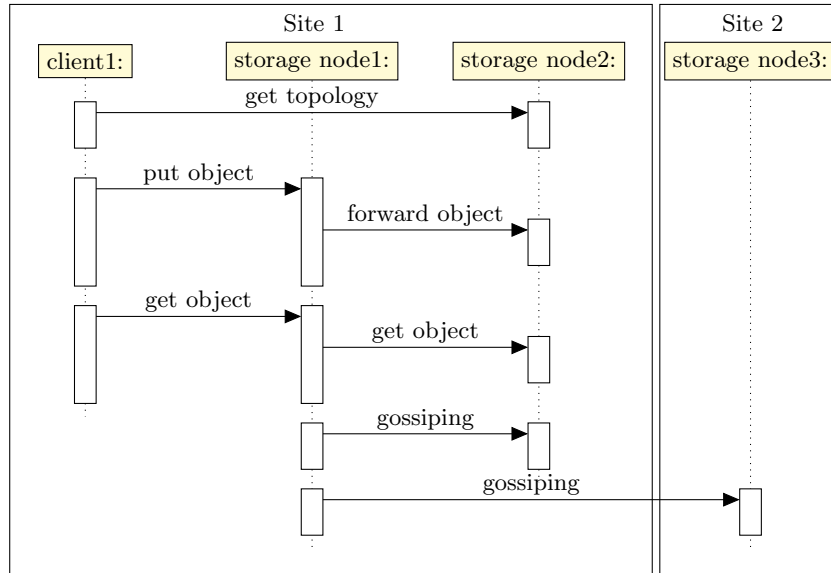 Site 1
Site 2
client1:
storage node1:
storage node2:
storage node3:
get topology
put object
forward object
get object
get object
gossiping
gossiping